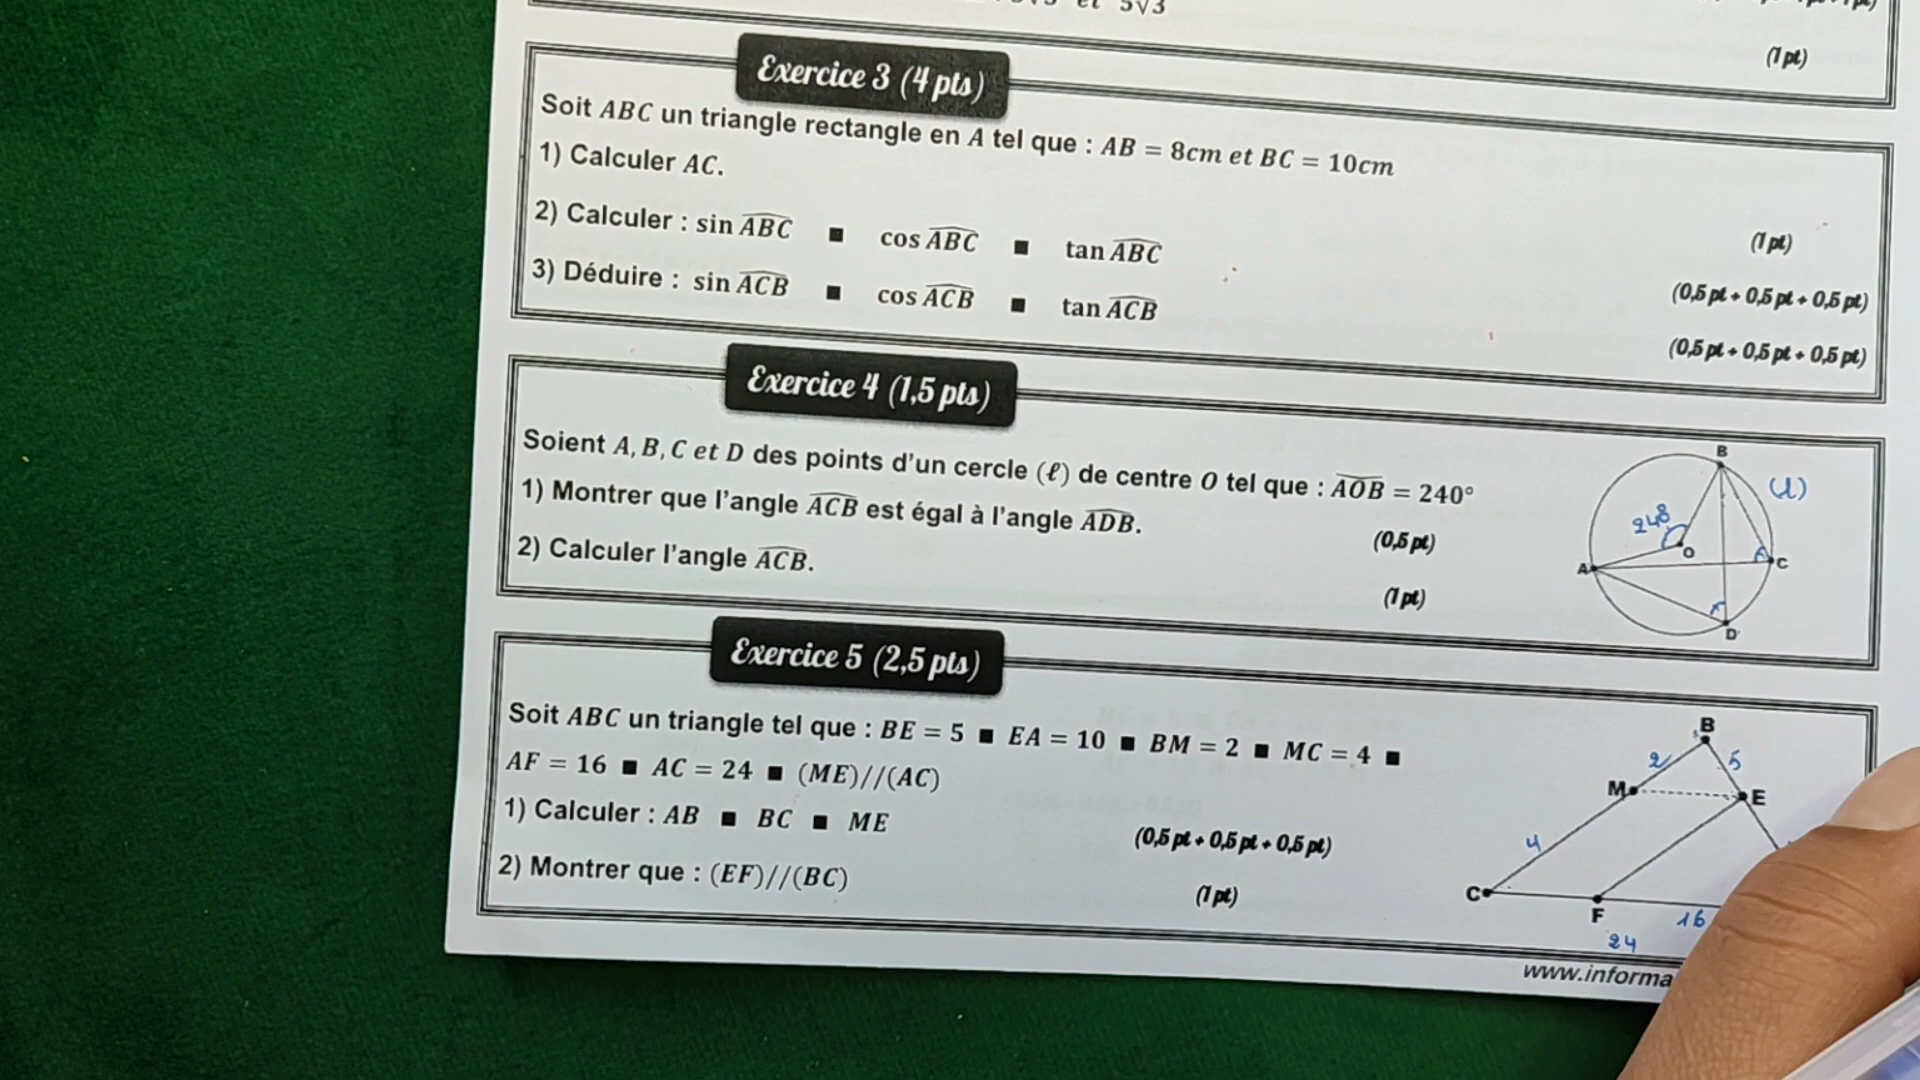 et 5√3
(1 pt)
Exercice 3 (4 pts)
Soit ABC un triangle rectangle en A tel que : AB = 8cm et BC = 10cm
1) Calculer AC.
(1 pt)
2) Calculer : sin ABC ■ cos ABC ■ tan ABC
(0,5 pt + 0,5 pt + 0,5 pt)
3) Déduire : sin ACB ■ cos ACB ■ tan ACB
(0,5 pt + 0,5 pt + 0,5 pt)
Exercice 4 (1,5 pts)
Soient A, B, C et D des points d'un cercle (ℓ) de centre O tel que : AOB = 240°
1) Montrer que l'angle ACB est égal à l'angle ADB.
(0,5 pt)
2) Calculer l'angle ACB.
(1 pt)
B
O
A
C
D
Exercice 5 (2,5 pts)
Soit ABC un triangle tel que : BE = 5 ■ EA = 10 ■ BM = 2 ■ MC = 4 ■
AF = 16 ■ AC = 24 ■ (ME)//(AC)
1) Calculer : AB ■ BC ■ ME
(0,5 pt + 0,5 pt + 0,5 pt)
2) Montrer que : (EF)//(BC)
(1 pt)
B
2
5
M
E
4
C
F
16
24
www.informa